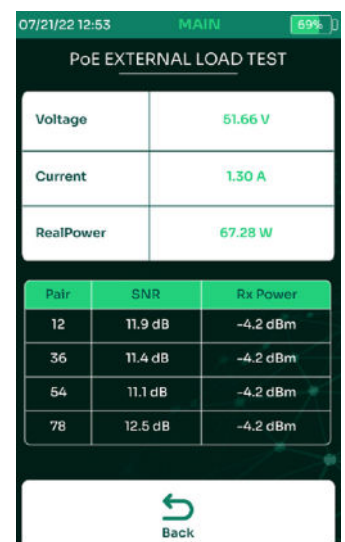 07/21/22 12:53 MAIN 69%
PoE EXTERNAL LOAD TEST
Voltage 51.66 V
Current 1.30 A
RealPower 67.28 W
Pair SNR Rx Power
12 11.9 dB -4.2 dBm
36 11.4 dB -4.2 dBm
54 11.1 dB -4.2 dBm
78 12.5 dB -4.2 dBm
Back